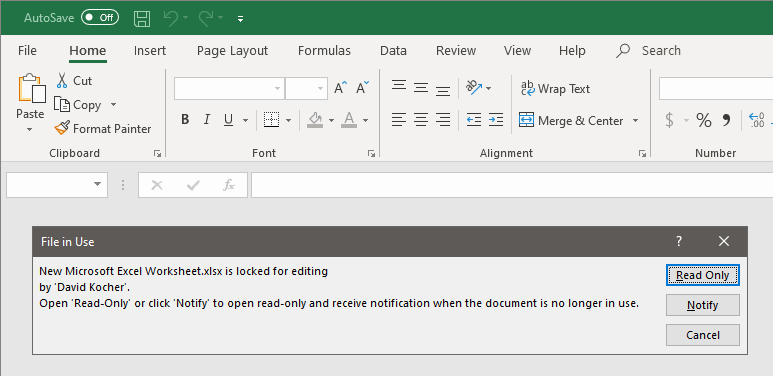 AutoSave Off
File Home Insert Page Layout Formulas Data Review View Help Search
Paste
Cut
Copy
Format Painter
Clipboard
B I U A A A
Font
ab
c
Wrap Text
Merge & Center
Alignment
$ % , .00
Number
fx
File in Use ?
New Microsoft Excel Worksheet.xlsx is locked for editing
by 'David Kocher'.
Open 'Read-Only' or click 'Notify' to open read-only and receive notification when the document is no longer in use.
Read Only
Notify
Cancel